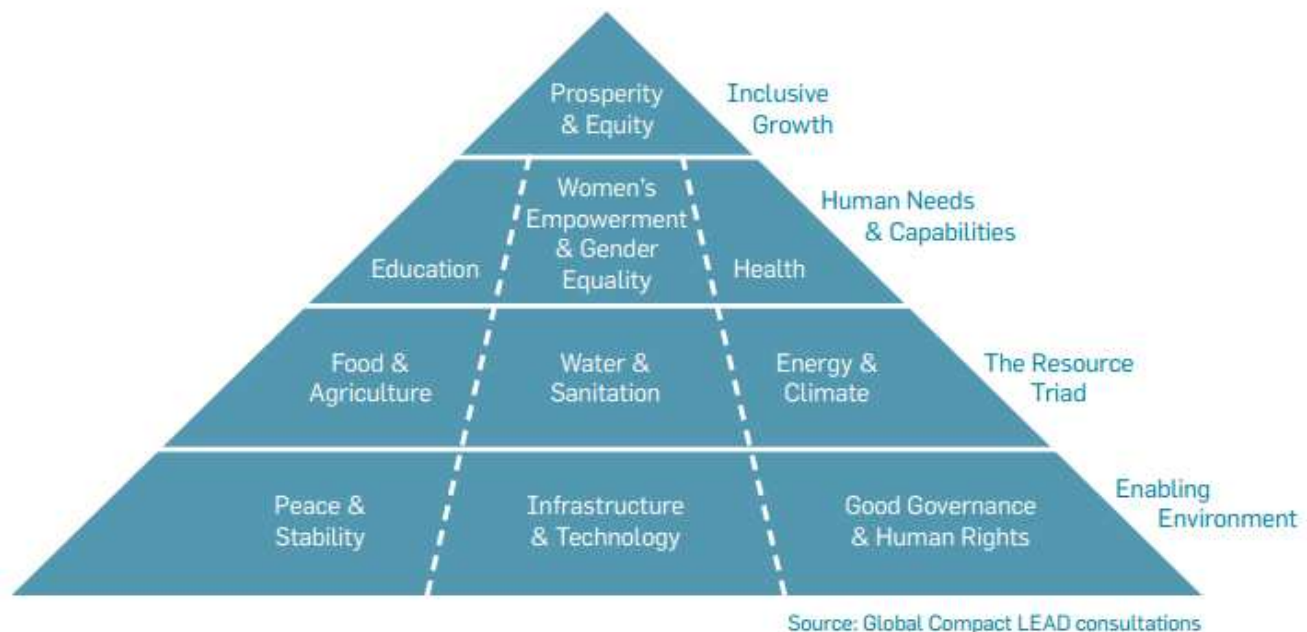 Prosperity
& Equity
Inclusive
Growth
Women's
Empowerment
& Gender
Equality
Education
Health
Human Needs
& Capabilities
Food &
Agriculture
Water &
Sanitation
Energy &
Climate
The Resource
Triad
Peace &
Stability
Infrastructure
& Technology
Good Governance
& Human Rights
Enabling
Environment
Source: Global Compact LEAD consultations